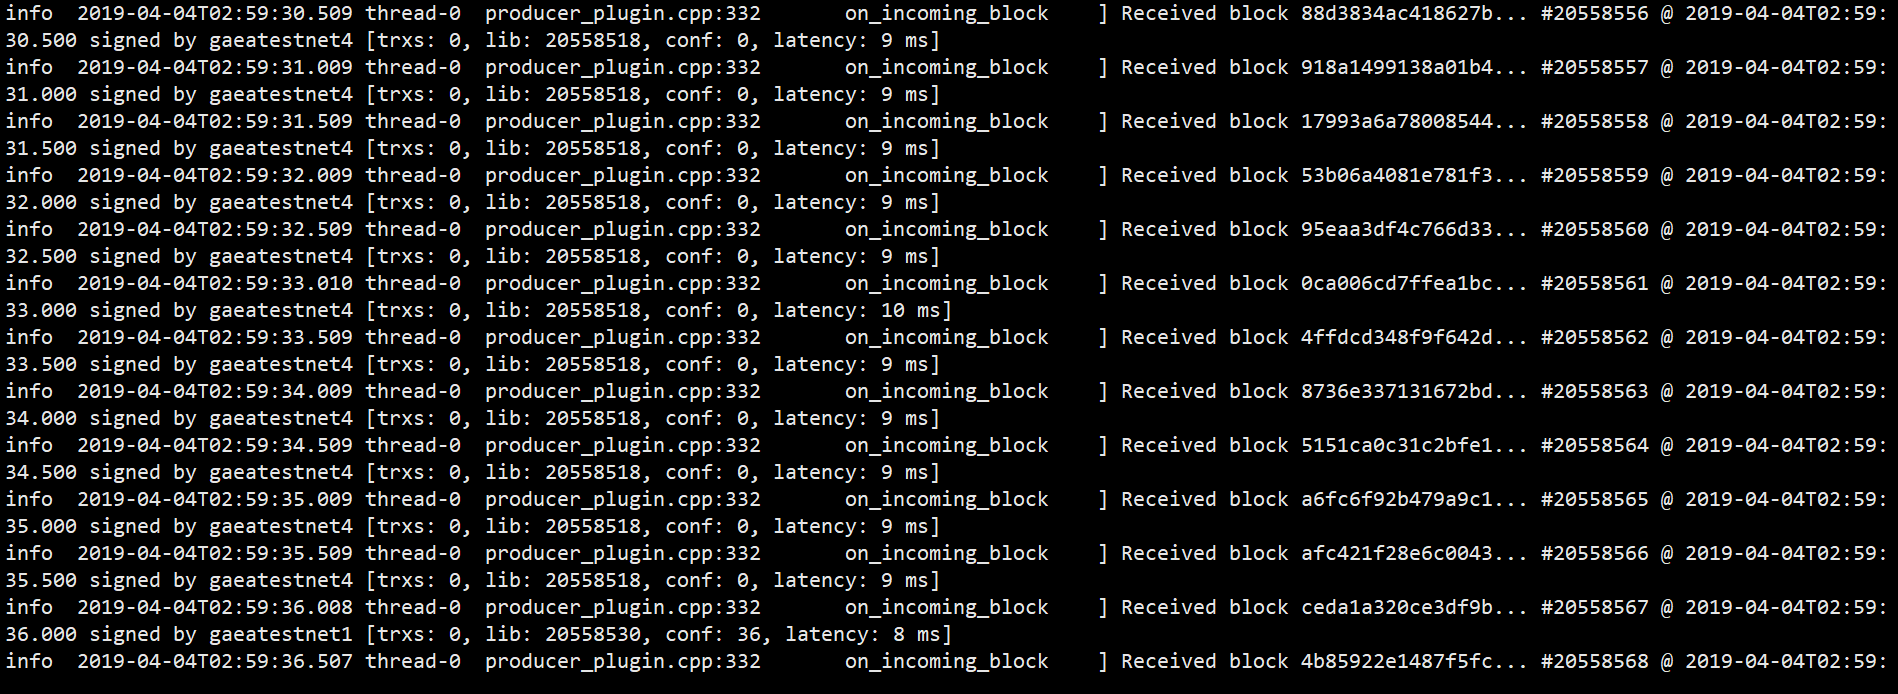 info  2019-04-04T02:59:30.509 thread-0  producer_plugin.cpp:332       on_incoming_block    ] Received block 88d3834ac418627b... #20558556 @ 2019-04-04T02:59:
30.500 signed by gaeatestnet4 [trxs: 0, lib: 20558518, conf: 0, latency: 9 ms]
info  2019-04-04T02:59:31.009 thread-0  producer_plugin.cpp:332       on_incoming_block    ] Received block 918a1499138a01b4... #20558557 @ 2019-04-04T02:59:
31.000 signed by gaeatestnet4 [trxs: 0, lib: 20558518, conf: 0, latency: 9 ms]
info  2019-04-04T02:59:31.509 thread-0  producer_plugin.cpp:332       on_incoming_block    ] Received block 17993a6a78008544... #20558558 @ 2019-04-04T02:59:
31.500 signed by gaeatestnet4 [trxs: 0, lib: 20558518, conf: 0, latency: 9 ms]
info  2019-04-04T02:59:32.009 thread-0  producer_plugin.cpp:332       on_incoming_block    ] Received block 53b06a4081e781f3... #20558559 @ 2019-04-04T02:59:
32.000 signed by gaeatestnet4 [trxs: 0, lib: 20558518, conf: 0, latency: 9 ms]
info  2019-04-04T02:59:32.509 thread-0  producer_plugin.cpp:332       on_incoming_block    ] Received block 95eaa3df4c766d33... #20558560 @ 2019-04-04T02:59:
32.500 signed by gaeatestnet4 [trxs: 0, lib: 20558518, conf: 0, latency: 9 ms]
info  2019-04-04T02:59:33.010 thread-0  producer_plugin.cpp:332       on_incoming_block    ] Received block 0ca006cd7ffea1bc... #20558561 @ 2019-04-04T02:59:
33.000 signed by gaeatestnet4 [trxs: 0, lib: 20558518, conf: 0, latency: 10 ms]
info  2019-04-04T02:59:33.509 thread-0  producer_plugin.cpp:332       on_incoming_block    ] Received block 4ffdcd348f9f642d... #20558562 @ 2019-04-04T02:59:
33.500 signed by gaeatestnet4 [trxs: 0, lib: 20558518, conf: 0, latency: 9 ms]
info  2019-04-04T02:59:34.009 thread-0  producer_plugin.cpp:332       on_incoming_block    ] Received block 8736e337131672bd... #20558563 @ 2019-04-04T02:59:
34.000 signed by gaeatestnet4 [trxs: 0, lib: 20558518, conf: 0, latency: 9 ms]
info  2019-04-04T02:59:34.509 thread-0  producer_plugin.cpp:332       on_incoming_block    ] Received block 5151ca0c31c2bfe1... #20558564 @ 2019-04-04T02:59:
34.500 signed by gaeatestnet4 [trxs: 0, lib: 20558518, conf: 0, latency: 9 ms]
info  2019-04-04T02:59:35.009 thread-0  producer_plugin.cpp:332       on_incoming_block    ] Received block a6fc6f92b479a9c1... #20558565 @ 2019-04-04T02:59:
35.000 signed by gaeatestnet4 [trxs: 0, lib: 20558518, conf: 0, latency: 9 ms]
info  2019-04-04T02:59:35.509 thread-0  producer_plugin.cpp:332       on_incoming_block    ] Received block afc421f28e6c0043... #20558566 @ 2019-04-04T02:59:
35.500 signed by gaeatestnet4 [trxs: 0, lib: 20558518, conf: 0, latency: 9 ms]
info  2019-04-04T02:59:36.008 thread-0  producer_plugin.cpp:332       on_incoming_block    ] Received block ceda1a320ce3df9b... #20558567 @ 2019-04-04T02:59:
36.000 signed by gaeatestnet1 [trxs: 0, lib: 20558530, conf: 36, latency: 8 ms]
info  2019-04-04T02:59:36.507 thread-0  producer_plugin.cpp:332       on_incoming_block    ] Received block 4b85922e1487f5fc... #20558568 @ 2019-04-04T02:59: